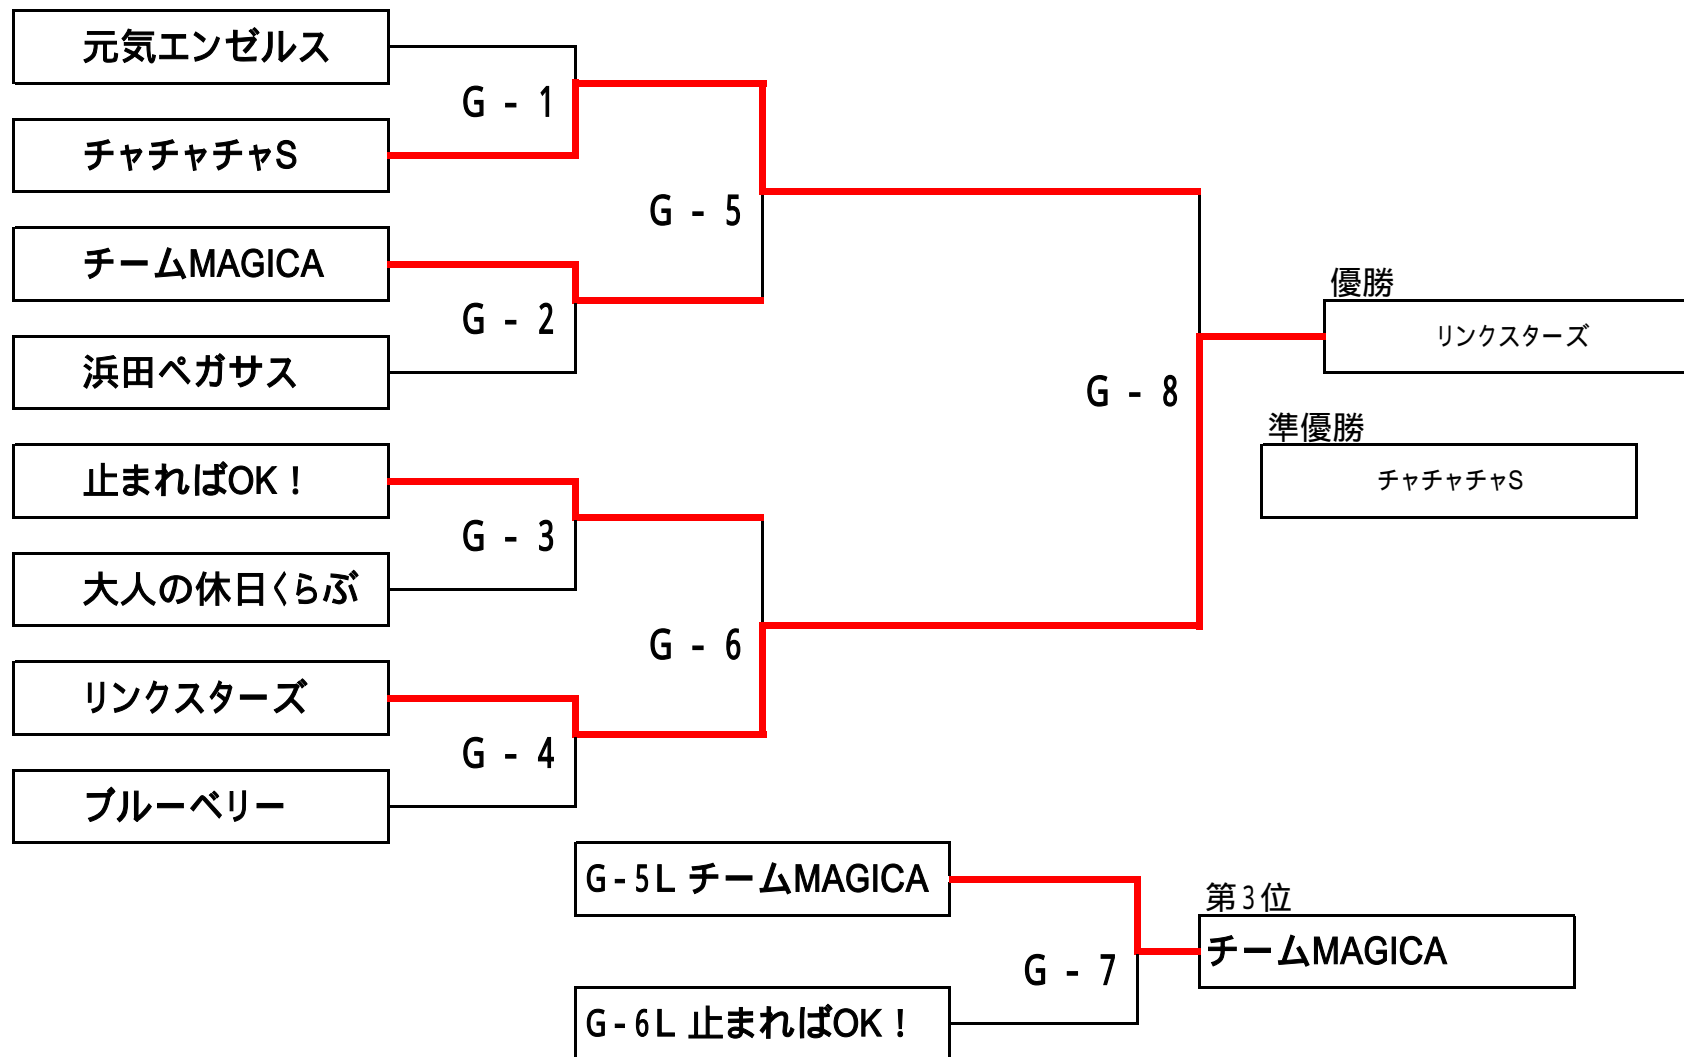 元気エンゼルス
G - 1
チャチャチャS
G - 5
チームMAGICA
G - 2
浜田ペガサス
優勝
リンクスターズ
G - 8
準優勝
チャチャチャS
止まればOK！
G - 3
大人の休日くらぶ
G - 6
リンクスターズ
G - 4
ブルーベリー
G-5L チームMAGICA
第3位
チームMAGICA
G - 7
G-6L 止まればOK！